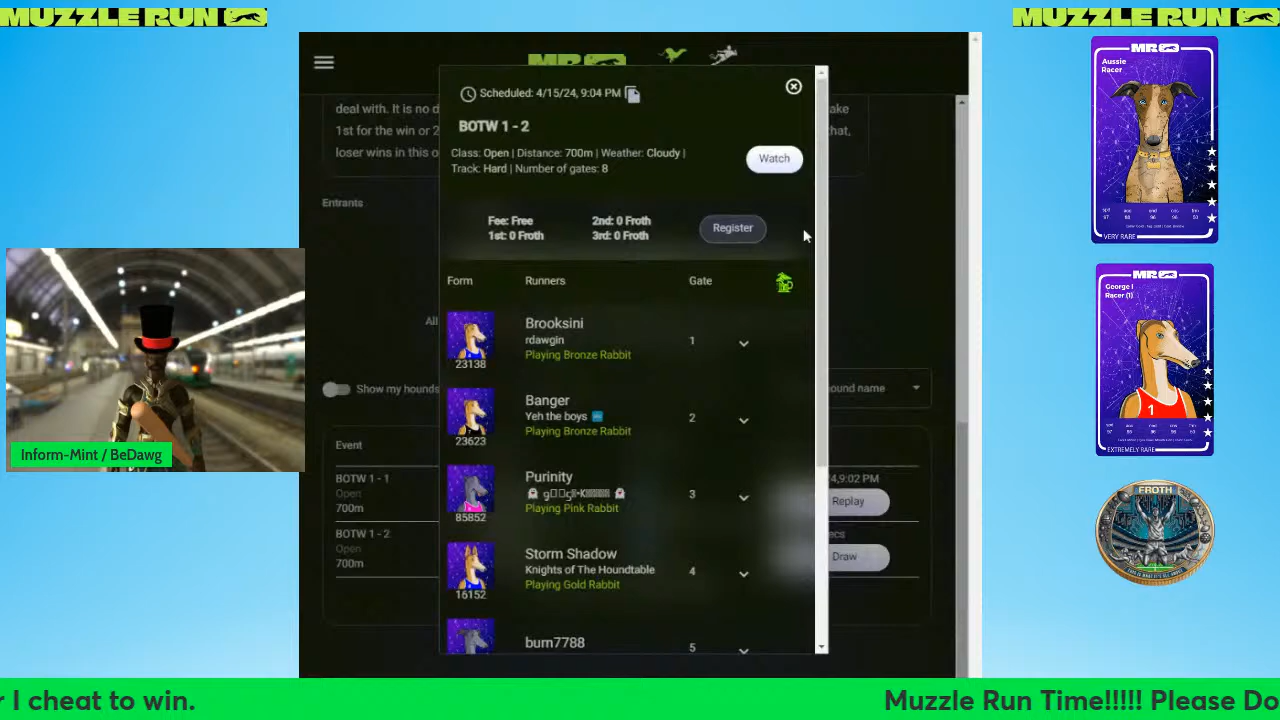 MUZZLE RUN
MUZZLE RUN
MR
deal with. It is no d
1st for the win or 2
loser wins in this o
ake
that,
Entrants
All
Show my hounds
ound name
Event
BOTW 1 - 1
Open
700m
4,9:02 PM
Replay
BOTW 1 - 2
Open
700m
ecs
Draw
Scheduled: 4/15/24, 9:04 PM
BOTW 1 - 2
Class: Open | Distance: 700m | Weather: Cloudy |
Track: Hard | Number of gates: 8
Watch
Fee: Free
2nd: 0 Froth
1st: 0 Froth
3rd: 0 Froth
Register
Form
Runners
Gate
Brooksini
rdawgin
Playing Bronze Rabbit
23138
1
Banger
Yeh the boys
Playing Bronze Rabbit
23623
2
Purinity
Playing Pink Rabbit
85852
3
Storm Shadow
Knights of The Houndtable
Playing Gold Rabbit
16152
4
burn7788
5
Inform-Mint / BeDawg
MR
Aussie
Racer
VERY RARE
MR
George I
Racer (1)
1
EXTREMELY RARE
FROTH
r I cheat to win.
Muzzle Run Time!!!!! Please Do